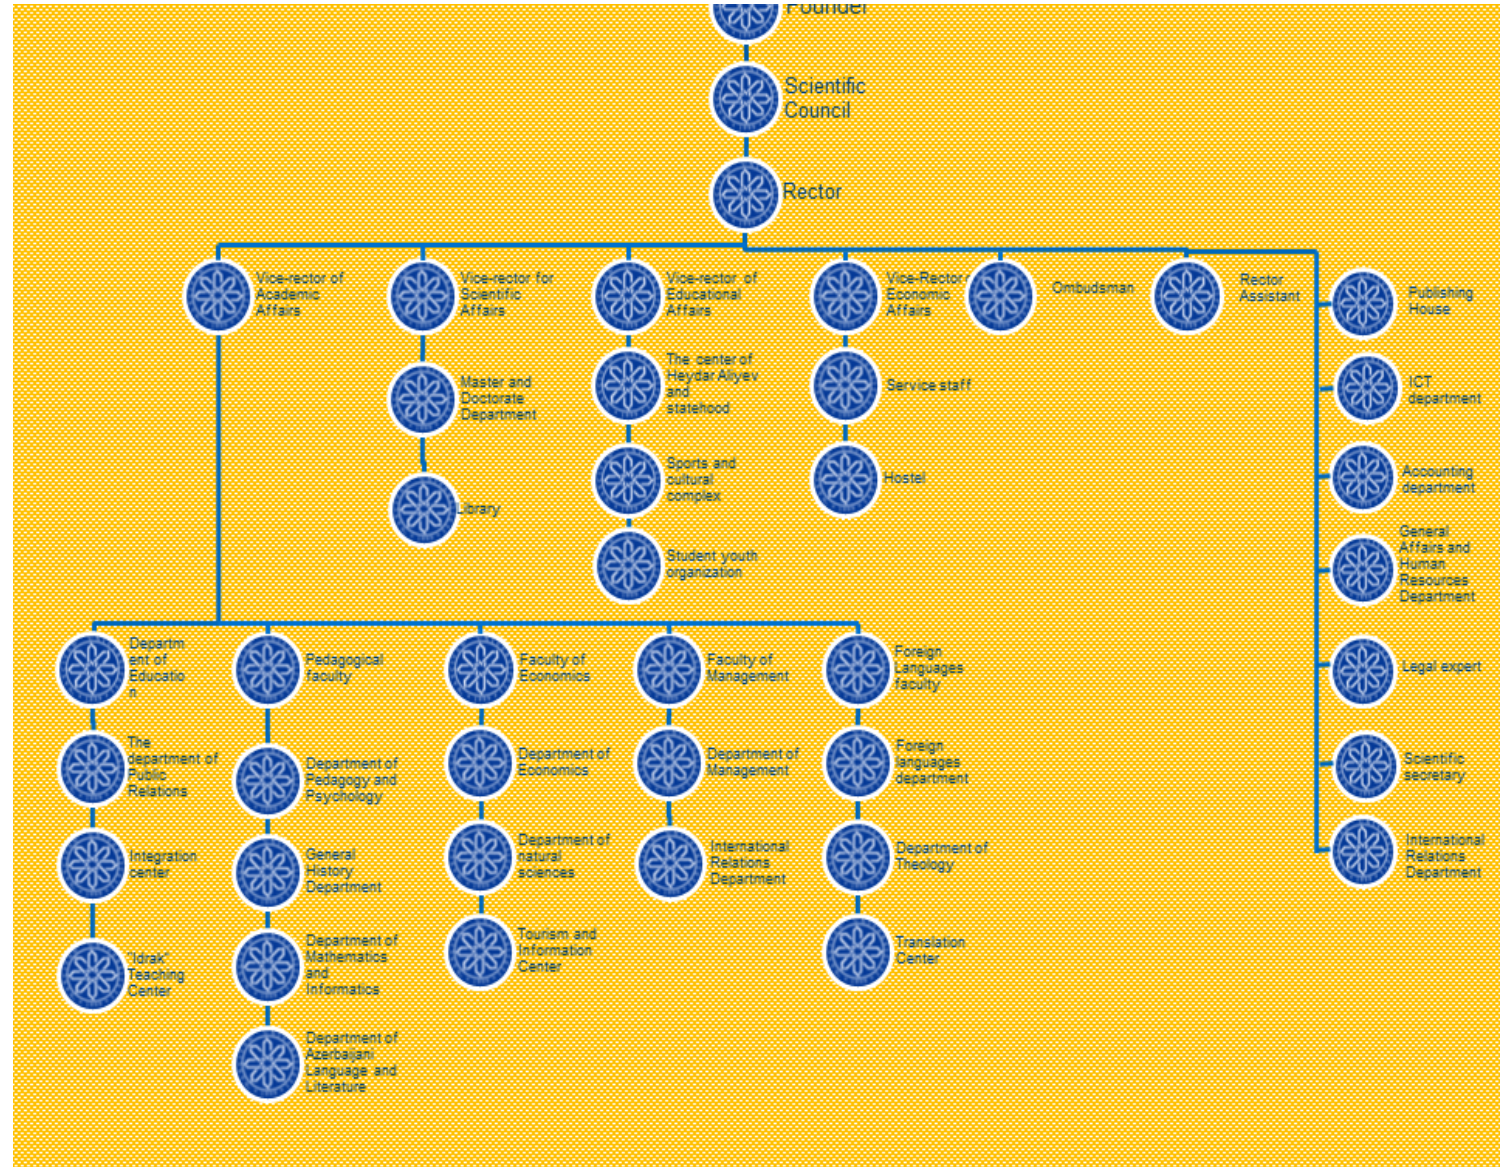 Founder
Scientific
Council
Rector
Vice-rector of
Academic
Affairs
Vice-rector for
Scientific
Affairs
Vice-rector of
Educational
Affairs
Vice-Rector
Economic
Affairs
Ombudsman
Rector
Assistant
Publishing
House
Master and
Doctorate
Department
Library
The center of
Heydar Aliyev
and
statehood
Sports and
cultural
complex
Student youth
organization
Service staff
Hostel
ICT
department
Accounting
department
General
Affairs and
Human
Resources
Department
Legal expert
Scientific
secretary
International
Relations
Department
Departm
ent of
Educatio
n
The
department of
Public
Relations
Integration
center
"Idrak"
Teaching
Center
Pedagogical
faculty
Department of
Pedagogy and
Psychology
General
History
Department
Department of
Mathematics
and
Informatics
Department of
Azerbaijani
Language and
Literature
Faculty of
Economics
Department of
Economics
Department of
natural
sciences
Tourism and
Information
Center
Faculty of
Management
Department of
Management
International
Relations
Department
Foreign
Languages
faculty
Foreign
languages
department
Department of
Theology
Translation
Center